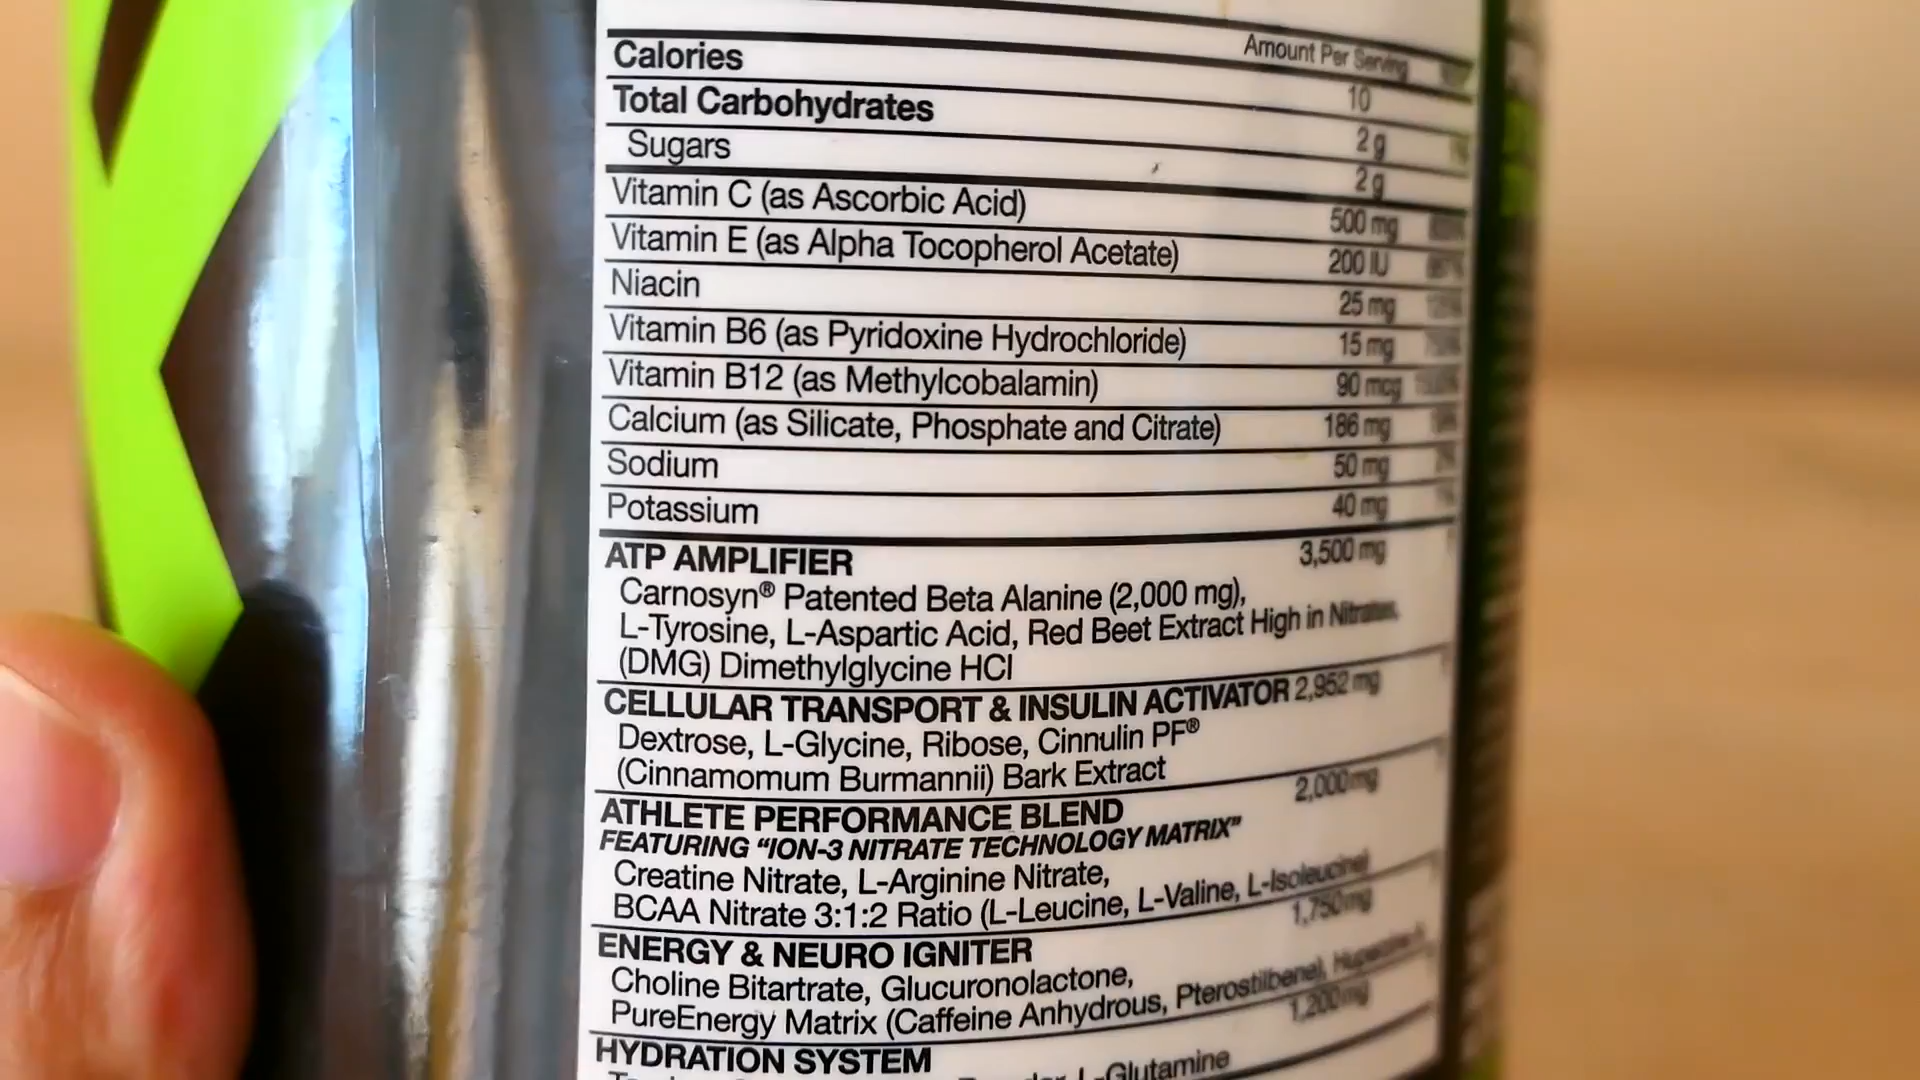 Amount Per Serving
Calories 10
Total Carbohydrates 2 g
Sugars 2 g
Vitamin C (as Ascorbic Acid) 500 mg
Vitamin E (as Alpha Tocopherol Acetate) 200 IU
Niacin 25 mg
Vitamin B6 (as Pyridoxine Hydrochloride) 15 mg
Vitamin B12 (as Methylcobalamin) 90 mcg
Calcium (as Silicate, Phosphate and Citrate) 186 mg
Sodium 50 mg
Potassium 40 mg
ATP AMPLIFIER 3,500 mg
Carnosyn® Patented Beta Alanine (2,000 mg),
L-Tyrosine, L-Aspartic Acid, Red Beet Extract High in Nitrates,
(DMG) Dimethylglycine HCl
CELLULAR TRANSPORT & INSULIN ACTIVATOR 2,952 mg
Dextrose, L-Glycine, Ribose, Cinnulin PF®
(Cinnamomum Burmannii) Bark Extract
ATHLETE PERFORMANCE BLEND 2,000 mg
FEATURING “ION-3 NITRATE TECHNOLOGY MATRIX”
Creatine Nitrate, L-Arginine Nitrate,
BCAA Nitrate 3:1:2 Ratio (L-Leucine, L-Valine, L-Isoleucine)
ENERGY & NEURO IGNITER 1,750 mg
Choline Bitartrate, Glucuronolactone,
PureEnergy Matrix (Caffeine Anhydrous, Pterostilbene),
HYDRATION SYSTEM 1,200 mg
L-Glutamine